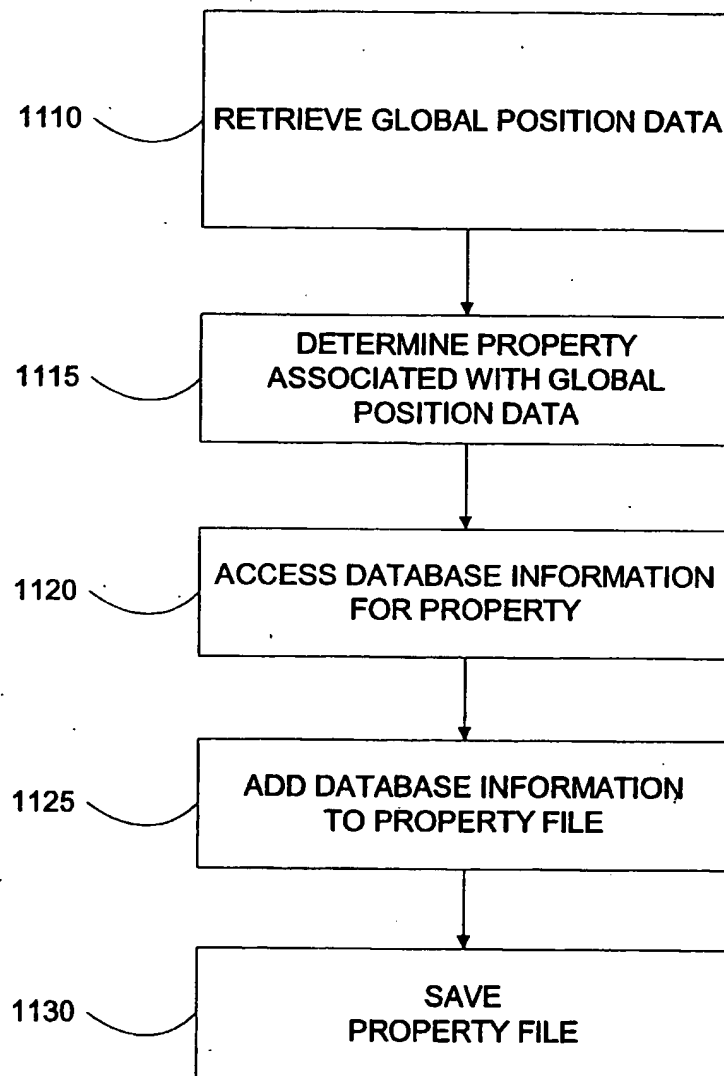 1110
RETRIEVE GLOBAL POSITION DATA
1115
DETERMINE PROPERTY
ASSOCIATED WITH GLOBAL
POSITION DATA
1120
ACCESS DATABASE INFORMATION
FOR PROPERTY
1125
ADD DATABASE INFORMATION
TO PROPERTY FILE
1130
SAVE
PROPERTY FILE